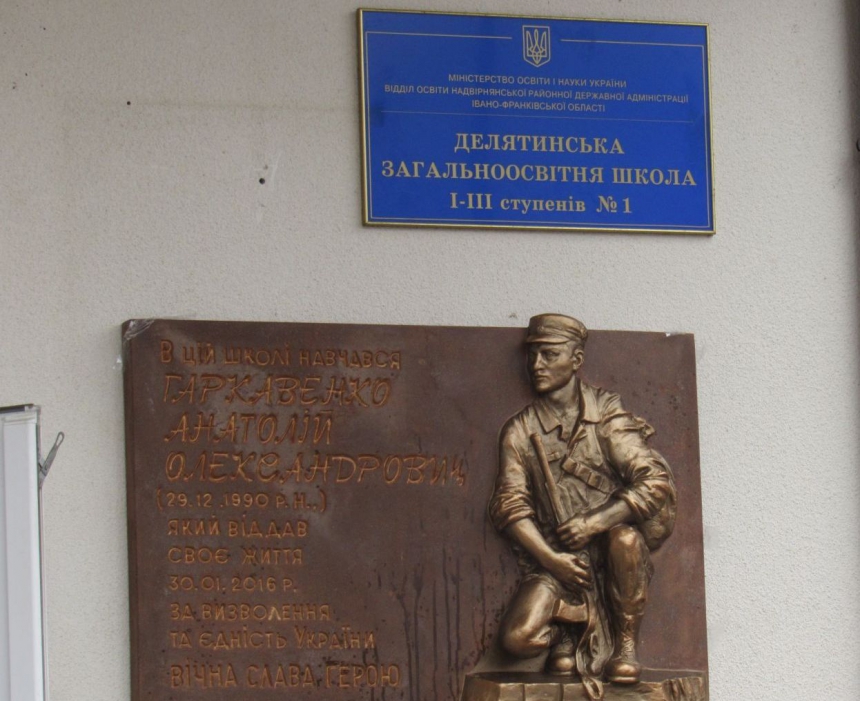 МІНІСТЕРСТВО ОСВІТИ І НАУКИ УКРАЇНИ
ВІДДІЛ ОСВІТИ НАДВІРНЯНСЬКОЇ РАЙОННОЇ ДЕРЖАВНОЇ АДМІНІСТРАЦІЇ
ІВАНО-ФРАНКІВСЬКОЇ ОБЛАСТІ
ДЕЛЯТИНСЬКА
ЗАГАЛЬНООСВІТНЯ ШКОЛА
І-ІІІ ступенів №1
В ЦІЙ ШКОЛІ НАВЧАВСЯ
ГАРКАВЕНКО
АНАТОЛІЙ
ОЛЕКСАНДРОВИЧ
(29.12.1990 Р.Н.,)
ЯКИЙ ВІДДАВ
СВОЄ ЖИТТЯ
30.01.2016 Р.
ЗА ВИЗВОЛЕННЯ
ТА ЄДНІСТЬ УКРАЇНИ
ВІЧНА СЛАВА ГЕРОЮ